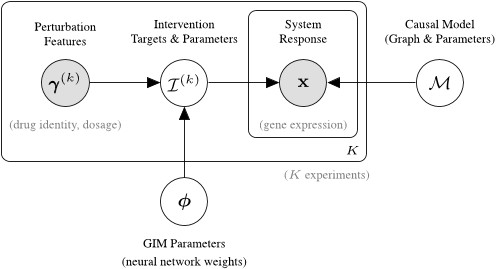 Perturbation
Features
Intervention
Targets & Parameters
System
Response
Causal Model
(Graph & Parameters)
γ^(k)
𝓘^(k)
x
𝓜
(drug identity, dosage)
(gene expression)
K
(K experiments)
ϕ
GIM Parameters
(neural network weights)